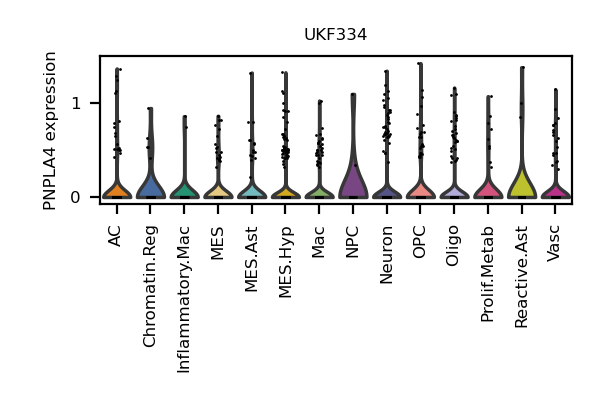 UKF334
PNPLA4 expression
1
0
AC
Chromatin.Reg
Inflammatory.Mac
MES
MES.Ast
MES.Hyp
Mac
NPC
Neuron
OPC
Oligo
Prolif.Metab
Reactive.Ast
Vasc